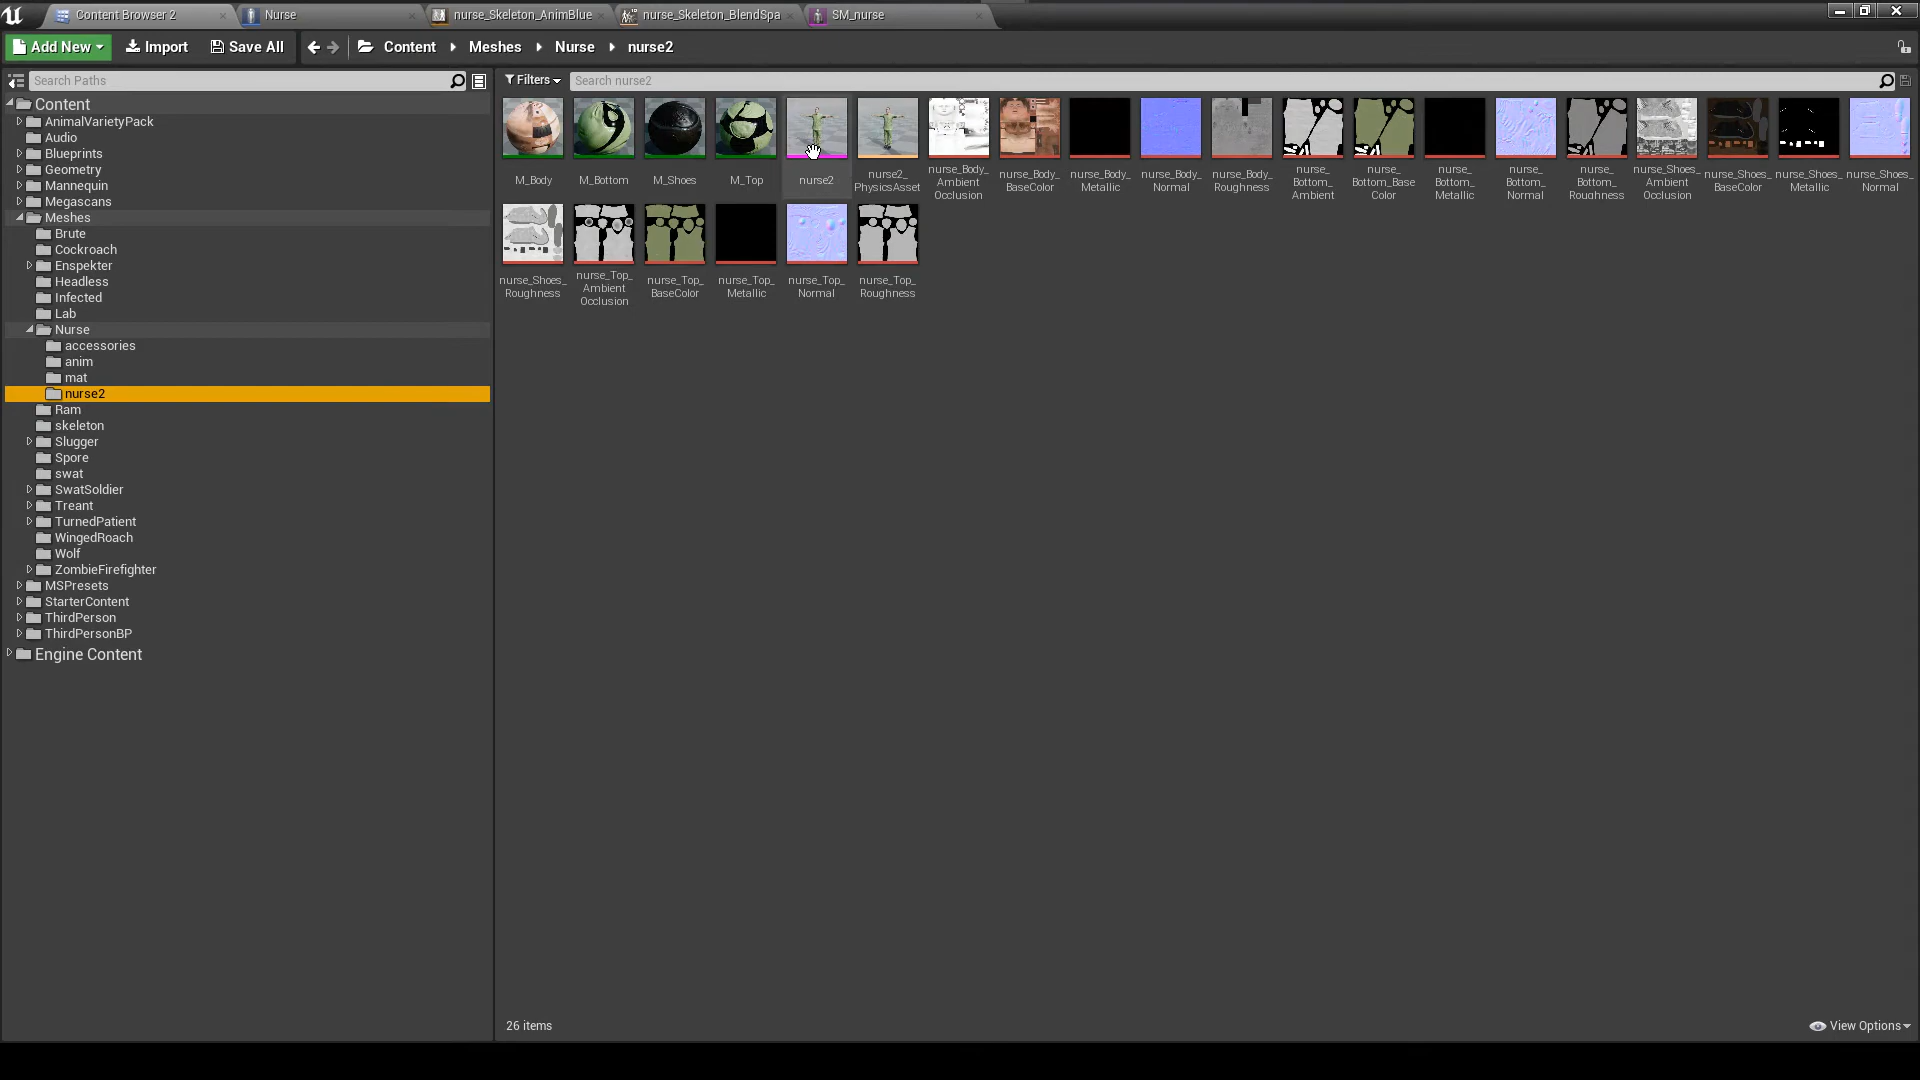 Content Browser 2
Nurse
nurse_Skeleton_AnimBlue
nurse_Skeleton_BlendSpa
SM_nurse
Add New
Import
Save All
Content
Meshes
Nurse
nurse2
Search Paths
Filters
Search nurse2
Content
AnimalVarietyPack
Audio
Blueprints
Geometry
Mannequin
Megascans
Meshes
Brute
Cockroach
Enspekter
Headless
Infected
Lab
Nurse
accessories
anim
mat
nurse2
Ram
skeleton
Slugger
Spore
swat
SwatSoldier
Treant
TurnedPatient
WingedRoach
Wolf
ZombieFirefighter
MSPresets
StarterContent
ThirdPerson
ThirdPersonBP
Engine Content
M_Body
M_Bottom
M_Shoes
M_Top
nurse2
nurse2_
PhysicsAsset
nurse_Body_
Ambient
Occlusion
nurse_Body_
BaseColor
nurse_Body_
Metallic
nurse_Body_
Normal
nurse_Body_
Roughness
nurse_
Bottom_
Ambient
nurse_
Bottom_Base
Color
nurse_
Bottom_
Metallic
nurse_
Bottom_
Normal
nurse_
Bottom_
Roughness
nurse_Shoes_
Ambient
Occlusion
nurse_Shoes_
BaseColor
nurse_Shoes_
Metallic
nurse_Shoes_
Normal
nurse_Shoes_
Roughness
nurse_Top_
Ambient
Occlusion
nurse_Top_
BaseColor
nurse_Top_
Metallic
nurse_Top_
Normal
nurse_Top_
Roughness
26 items
View Options